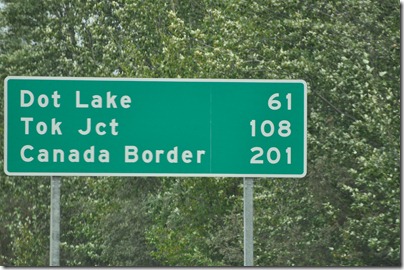 Dot Lake 61
Tok Jct 108
Canada Border 201